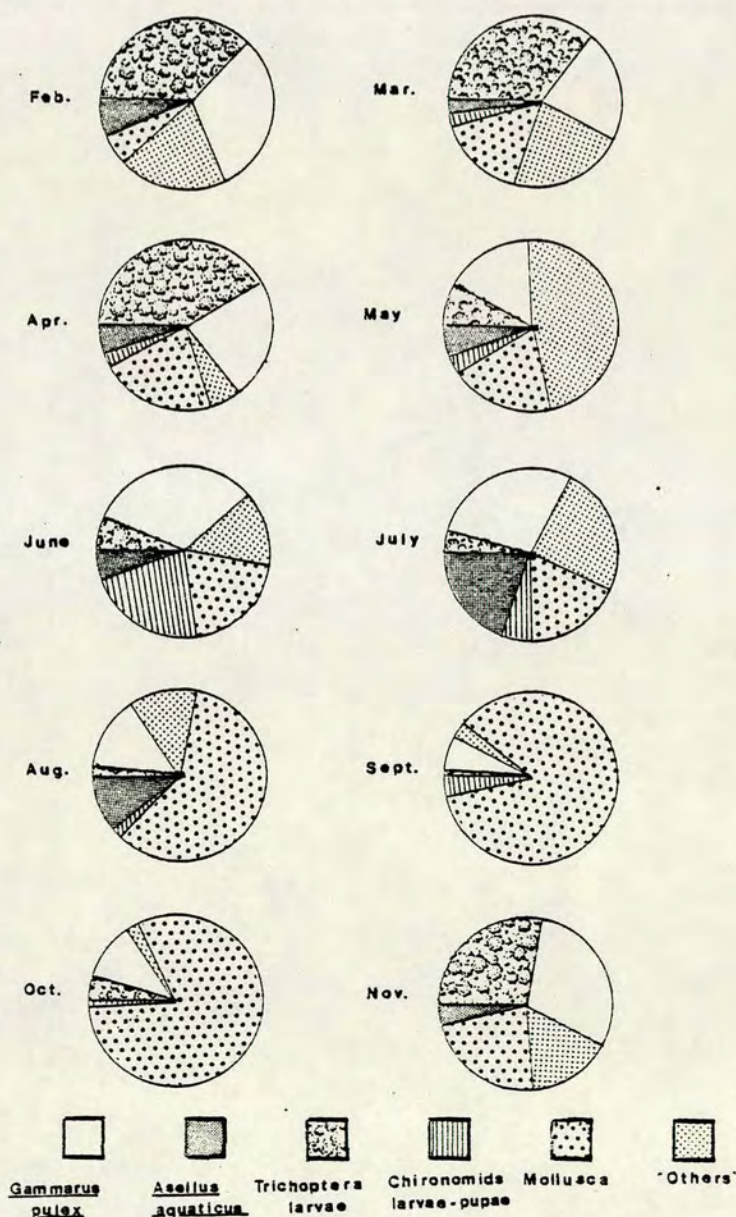 Feb.
Mar.
Apr.
May
June
July
Aug.
Sept.
Oct.
Nov.
Gammarus pulex
Asellus aquaticus
Trichoptera larvae
Chironomids larvae-pupae
Mollusca
"Others"